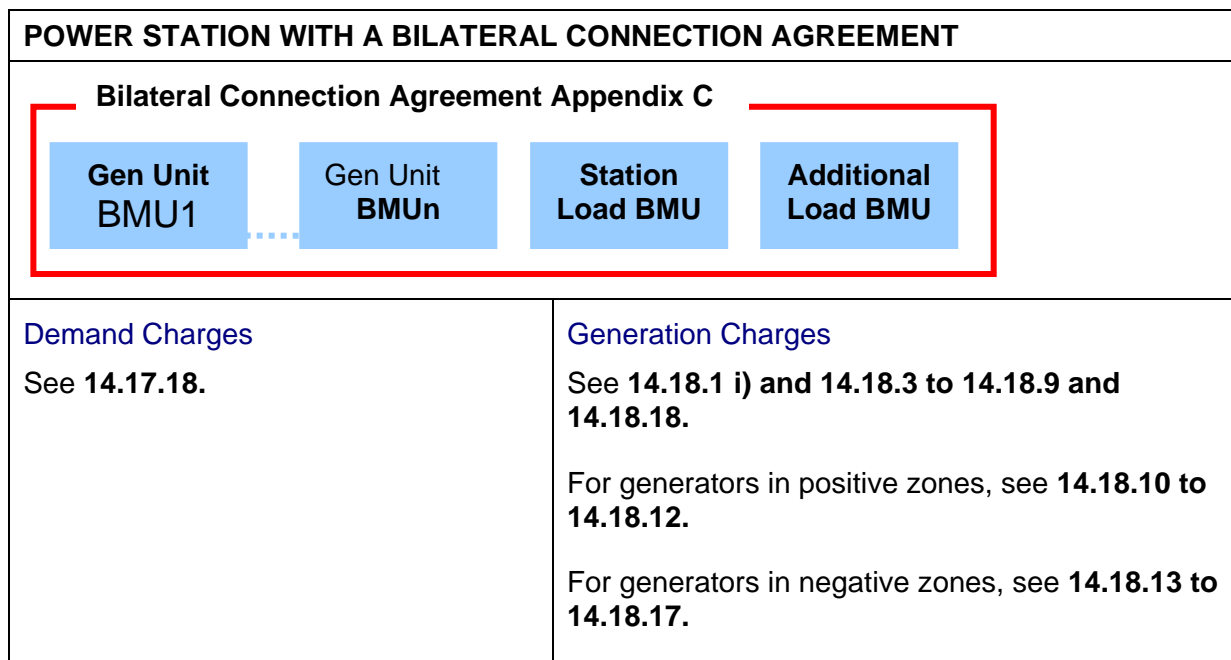 POWER STATION WITH A BILATERAL CONNECTION AGREEMENT
Bilateral Connection Agreement Appendix C
Gen Unit
BMU1
Gen Unit
BMUn
Station
Load BMU
Additional
Load BMU
Demand Charges
See 14.17.18.
Generation Charges
See 14.18.1 i) and 14.18.3 to 14.18.9 and
14.18.18.
For generators in positive zones, see 14.18.10 to
14.18.12.
For generators in negative zones, see 14.18.13 to
14.18.17.